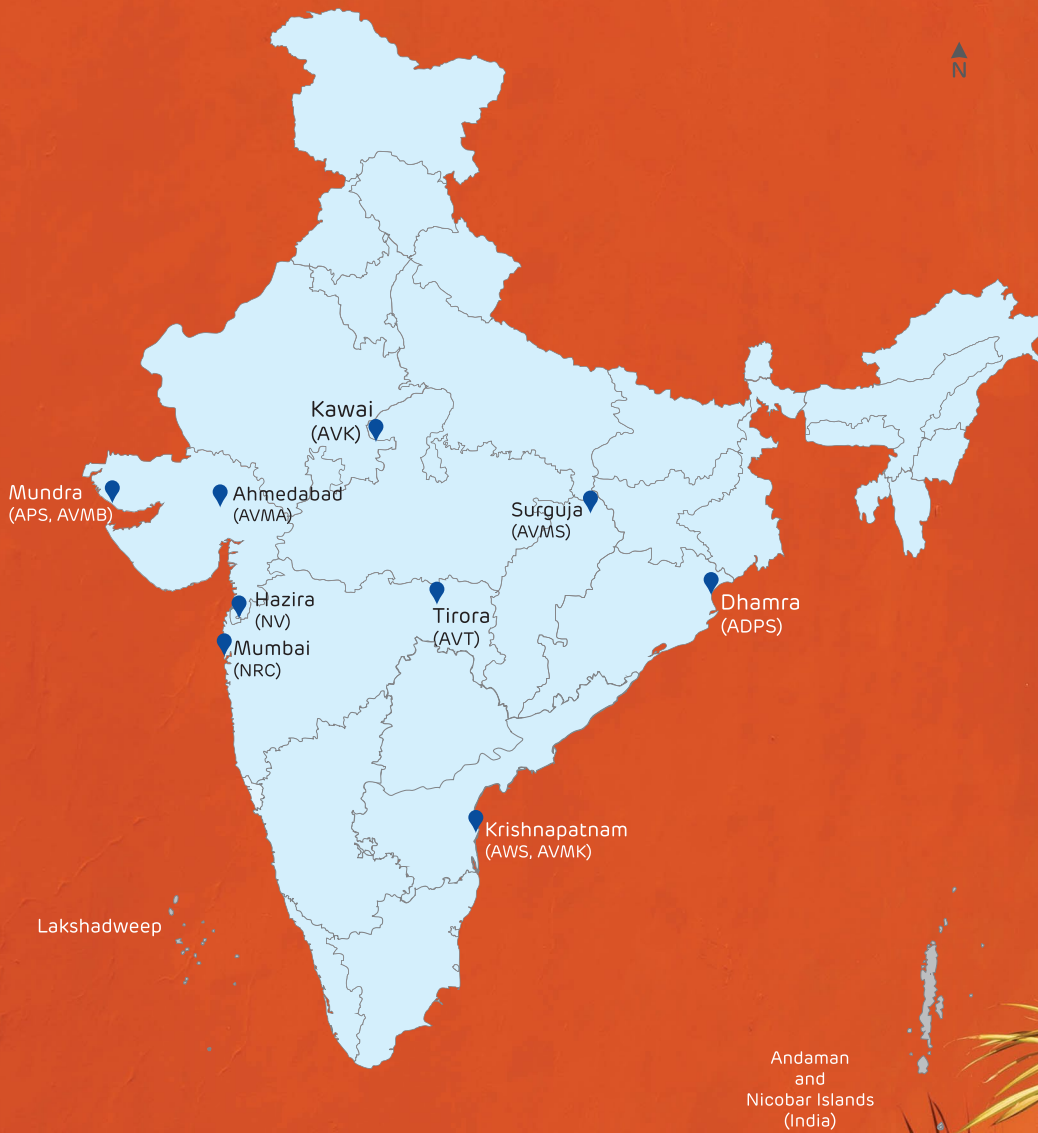 N
Kawai
(AVK)
Mundra
(APS, AVMB)
Ahmedabad
(AVMA)
Surguja
(AVMS)
Hazira
(NV)
Tirora
(AVT)
Dhamra
(ADPS)
Mumbai
(NRC)
Krishnapatnam
(AWS, AVMK)
Lakshadweep
Andaman
and
Nicobar Islands
(India)